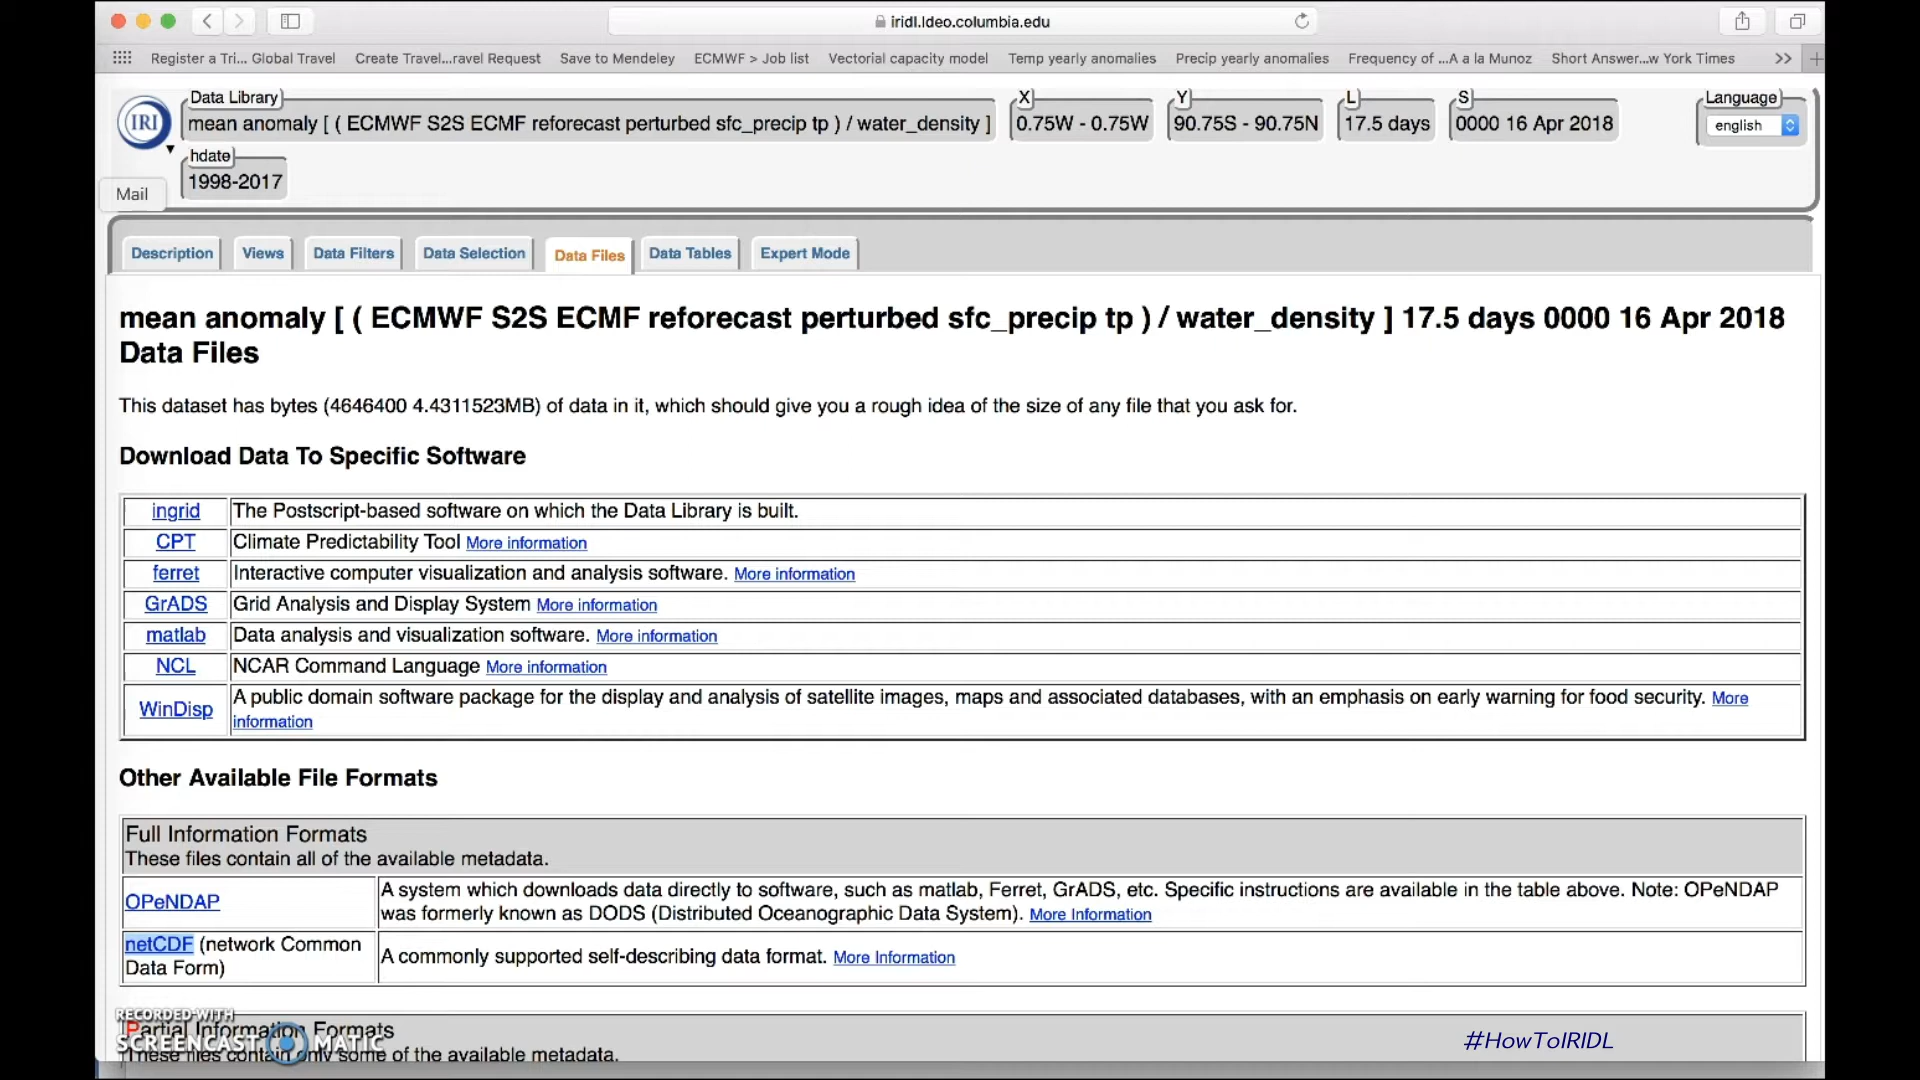 iridl.ldeo.columbia.edu
Register a Tri... Global Travel Create Travel...ravel Request Save to Mendeley ECMWF > Job list Vectorial capacity model Temp yearly anomalies Precip yearly anomalies Frequency of ...A a la Munoz Short Answer...w York Times >>
IRI
Data Library
mean anomaly [ ( ECMWF S2S ECMF reforecast perturbed sfc_precip tp ) / water_density ]
X
0.75W - 0.75W
Y
90.75S - 90.75N
L
17.5 days
S
0000 16 Apr 2018
Language
english
hdate
1998-2017
Mail
Description Views Data Filters Data Selection Data Files Data Tables Expert Mode
mean anomaly [ ( ECMWF S2S ECMF reforecast perturbed sfc_precip tp ) / water_density ] 17.5 days 0000 16 Apr 2018
Data Files
This dataset has bytes (4646400 4.4311523MB) of data in it, which should give you a rough idea of the size of any file that you ask for.
Download Data To Specific Software
ingrid The Postscript-based software on which the Data Library is built.
CPT Climate Predictability Tool More information
ferret Interactive computer visualization and analysis software. More information
GrADS Grid Analysis and Display System More information
matlab Data analysis and visualization software. More information
NCL NCAR Command Language More information
WinDisp A public domain software package for the display and analysis of satellite images, maps and associated databases, with an emphasis on early warning for food security. More
information
Other Available File Formats
Full Information Formats
These files contain all of the available metadata.
OPeNDAP A system which downloads data directly to software, such as matlab, Ferret, GrADS, etc. Specific instructions are available in the table above. Note: OPeNDAP
was formerly known as DODS (Distributed Oceanographic Data System). More Information
netCDF (network Common
Data Form)
A commonly supported self-describing data format. More Information
RECORDED WITH
Partial Information Formats
SCREENCAST MATIC
These files contain only some of the available metadata.
#HowToIRIDL